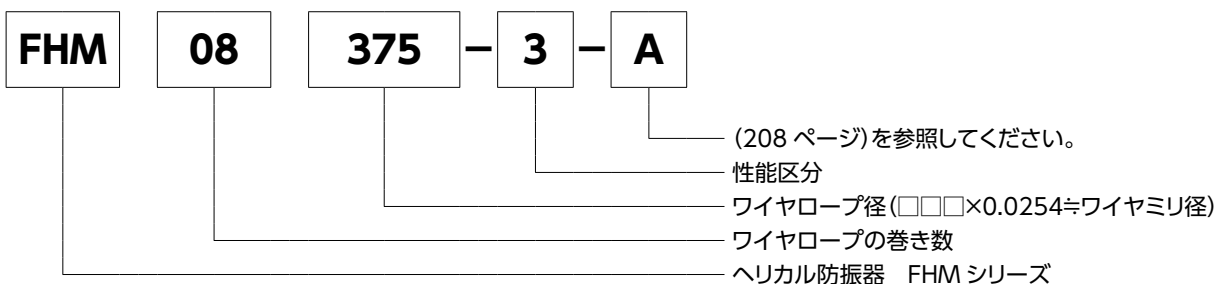 FHM 08 375 − 3 − A
(208 ページ)を参照してください。
性能区分
ワイヤロープ径(□□□×0.0254≒ワイヤミリ径)
ワイヤロープの巻き数
ヘリカル防振器　FHM シリーズ